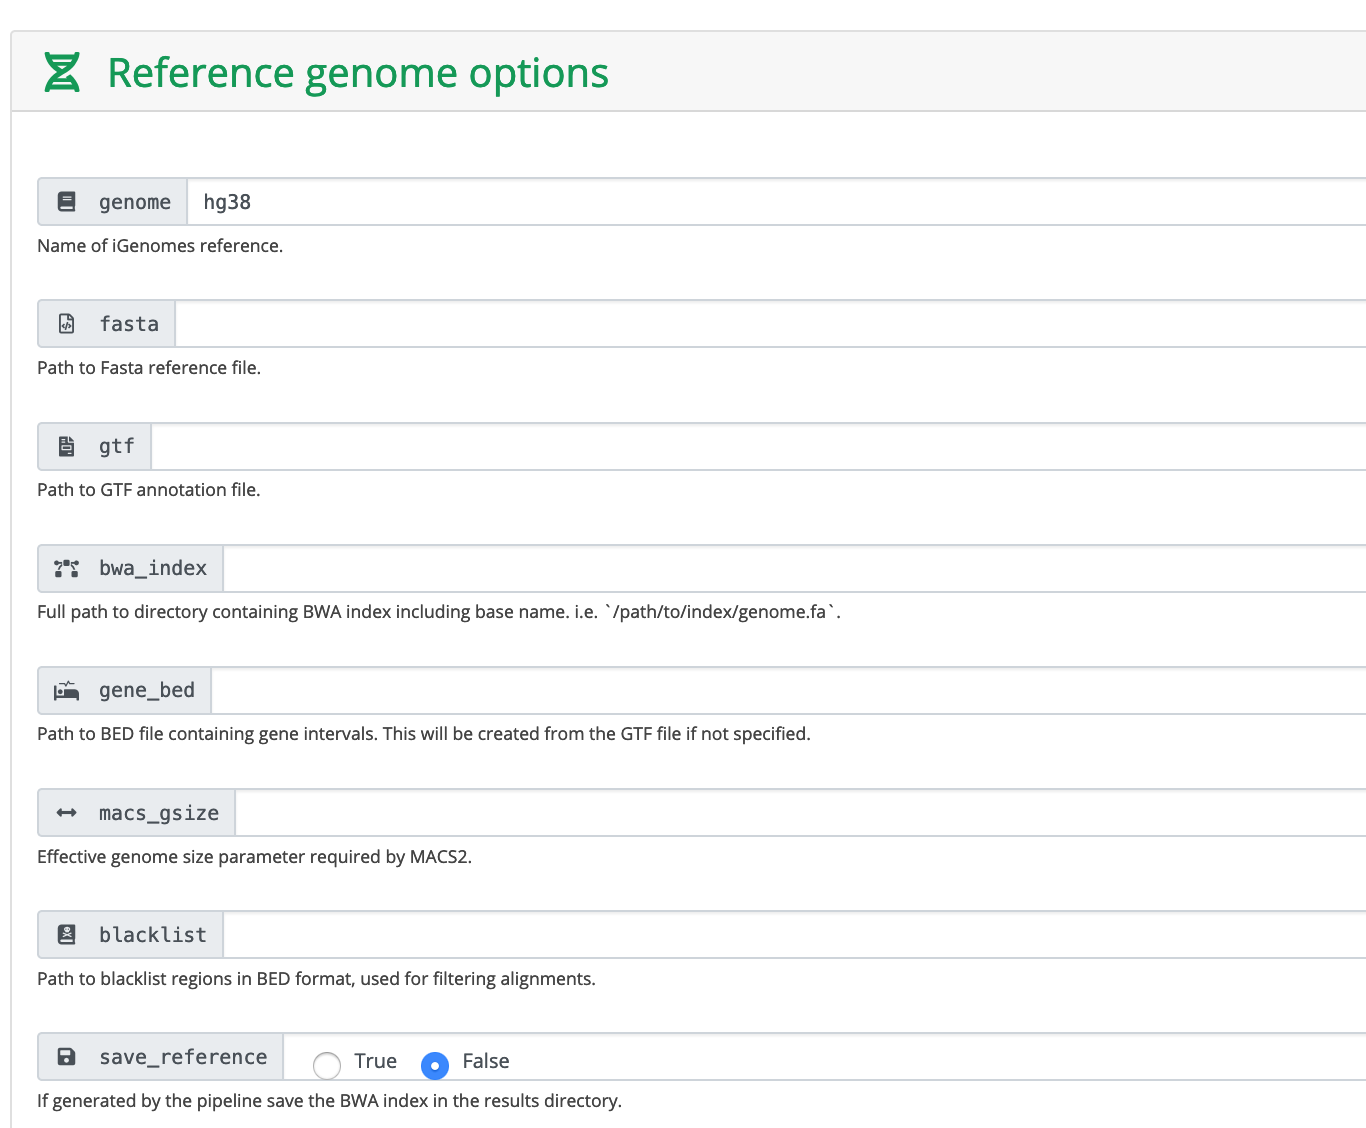 Reference genome options
genome hg38
Name of iGenomes reference.
fasta
Path to Fasta reference file.
gtf
Path to GTF annotation file.
bwa_index
Full path to directory containing BWA index including base name. i.e. `/path/to/index/genome.fa`.
gene_bed
Path to BED file containing gene intervals. This will be created from the GTF file if not specified.
macs_gsize
Effective genome size parameter required by MACS2.
blacklist
Path to blacklist regions in BED format, used for filtering alignments.
save_reference True False
If generated by the pipeline save the BWA index in the results directory.